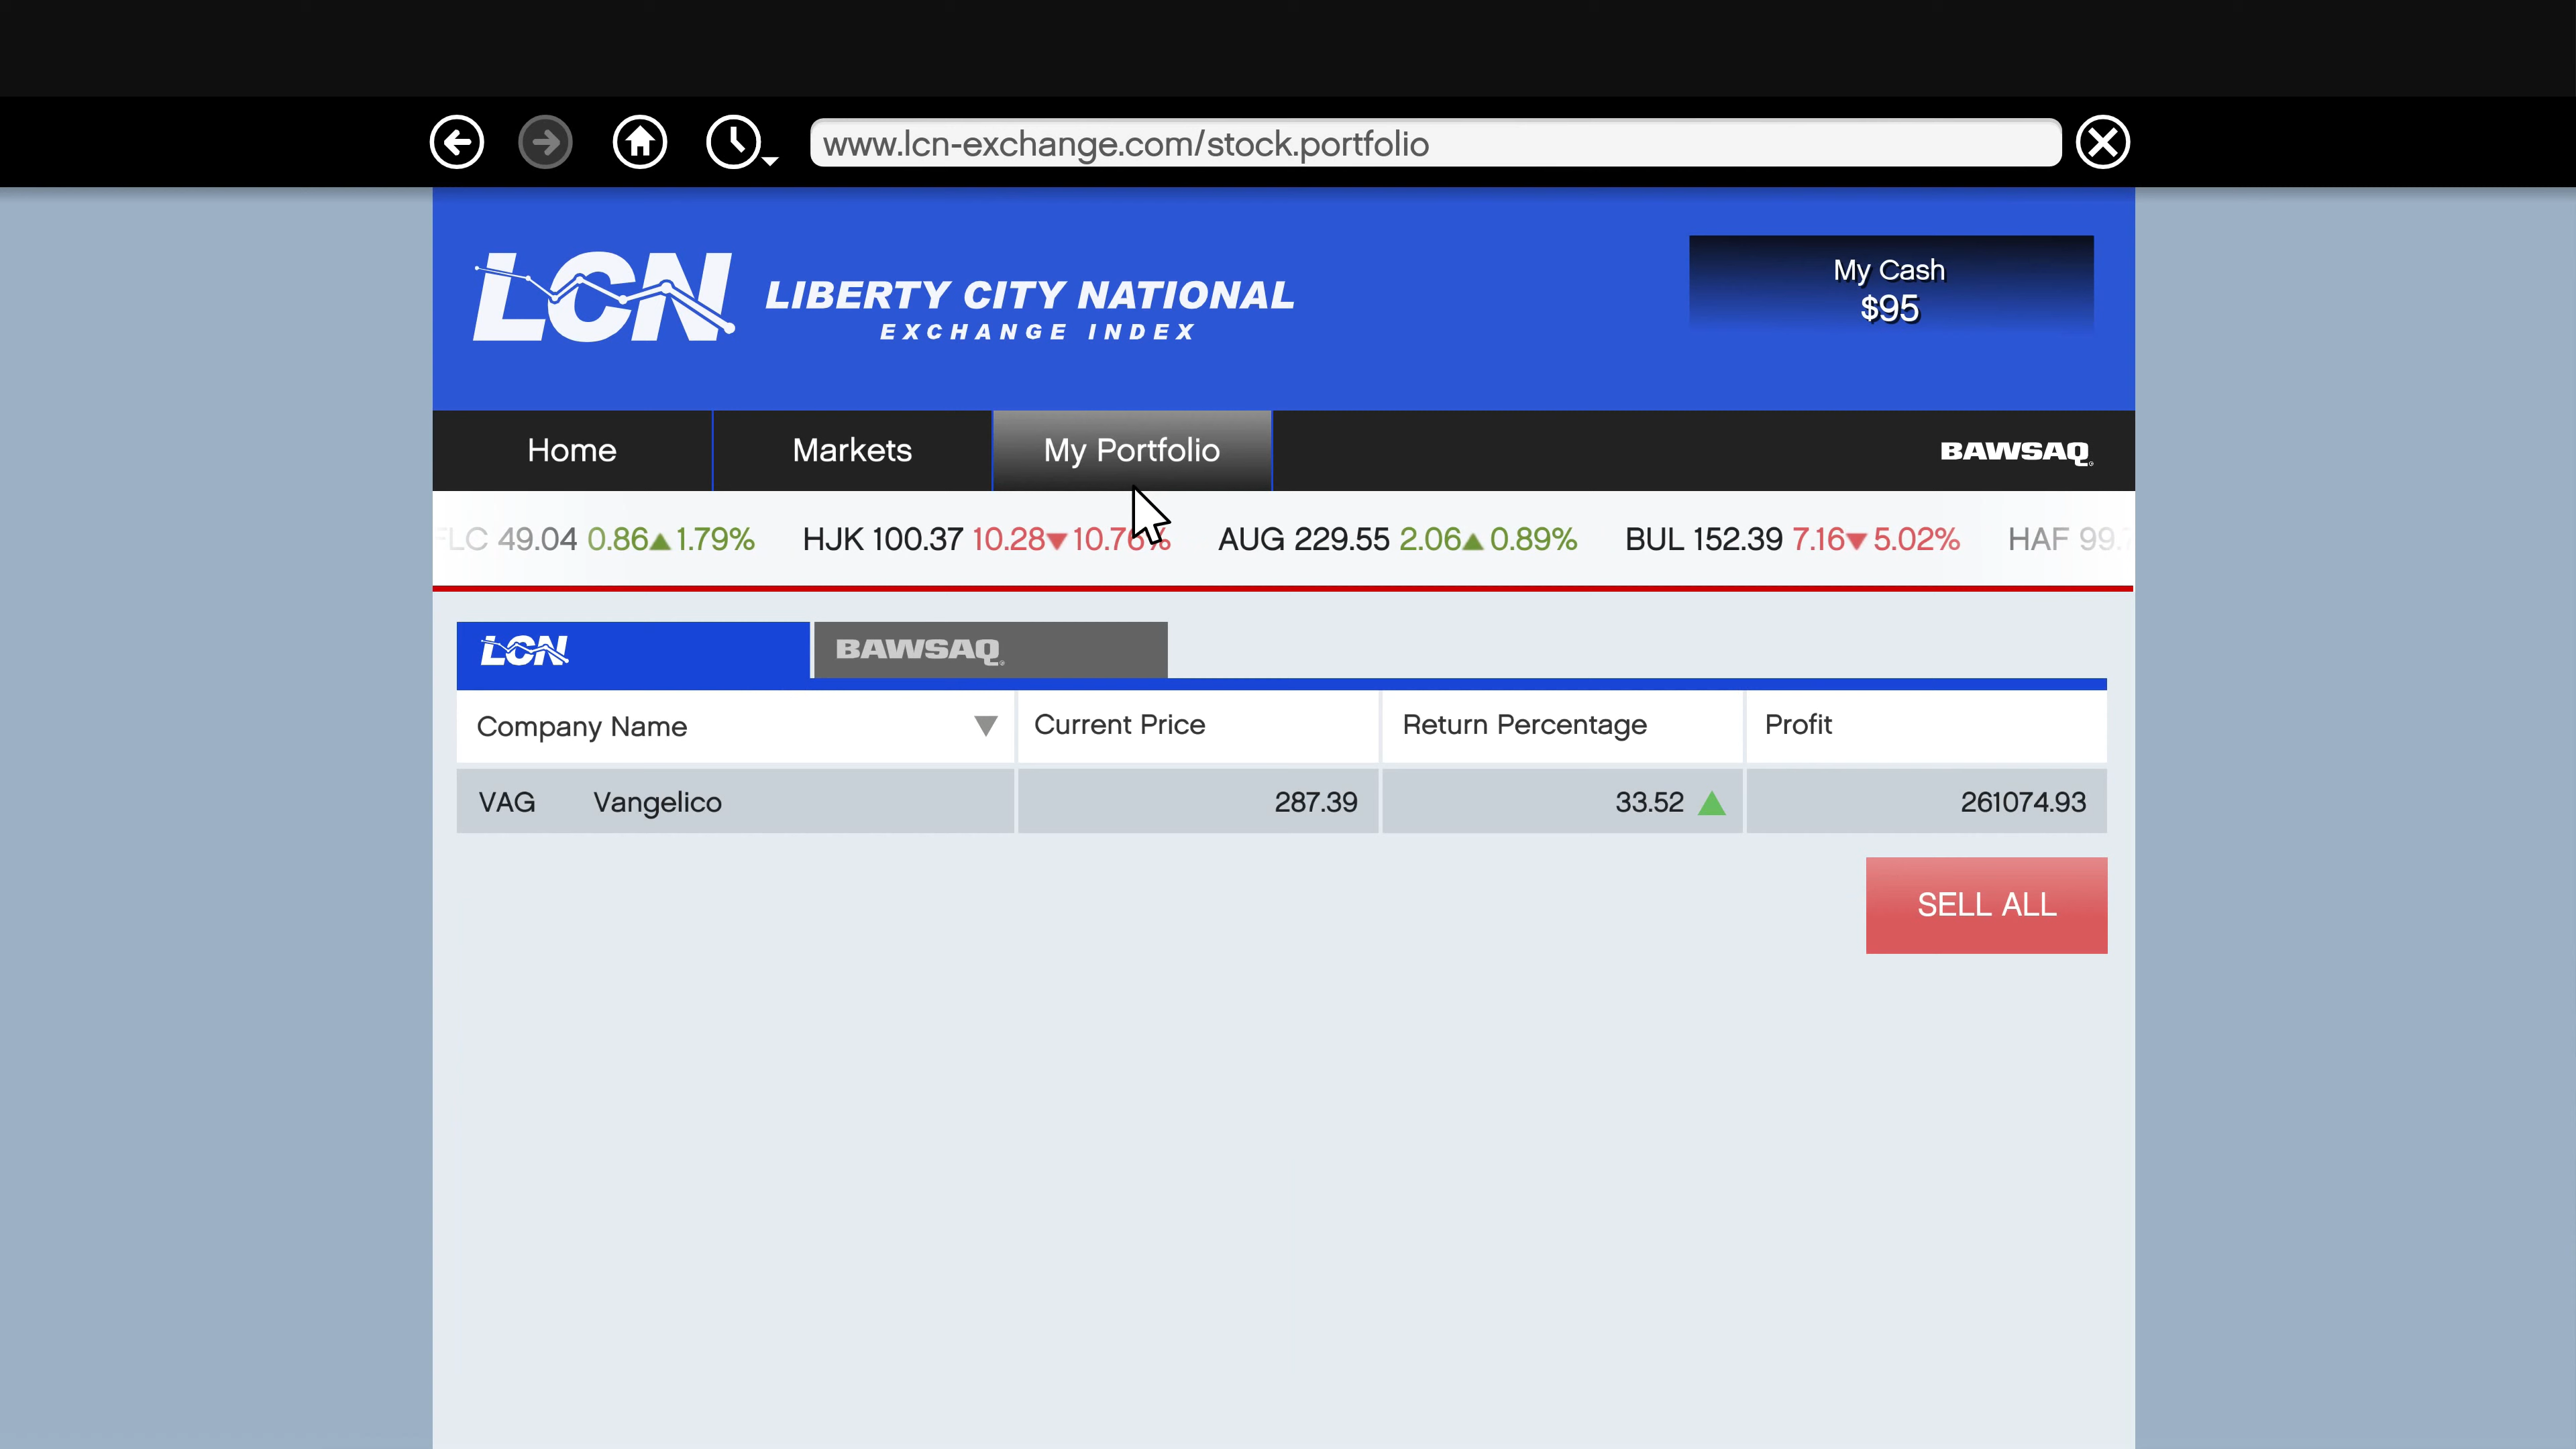 www.lcn-exchange.com/stock.portfolio
LCN LIBERTY CITY NATIONAL
EXCHANGE INDEX
My Cash
$95
Home Markets My Portfolio BAWSAQ
FLC 49.04 0.86▲1.79% HJK 100.37 10.28▼10.76% AUG 229.55 2.06▲0.89% BUL 152.39 7.16▼5.02% HAF
LCN BAWSAQ
Company Name ▼ Current Price Return Percentage Profit
VAG Vangelico 287.39 33.52 ▲ 261074.93
SELL ALL